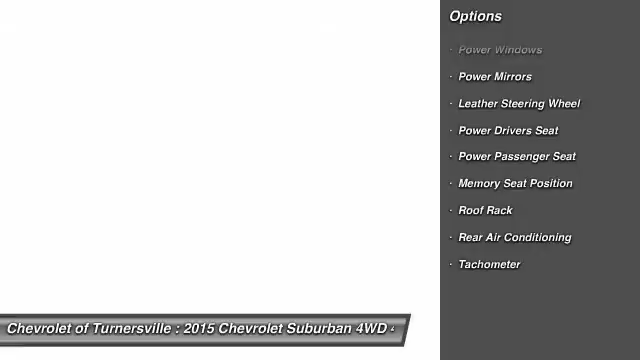 Options
· Power Windows
· Power Mirrors
· Leather Steering Wheel
· Power Drivers Seat
· Power Passenger Seat
· Memory Seat Position
· Roof Rack
· Rear Air Conditioning
· Tachometer
Chevrolet of Turnersville : 2015 Chevrolet Suburban 4WD